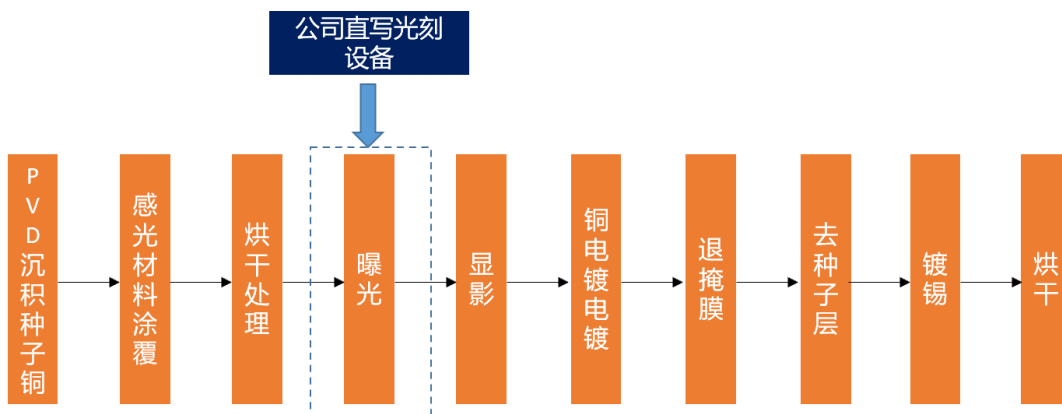 公司直写光刻
设备
PVD沉积种子铜
感光材料涂覆
烘干处理
曝光
显影
铜电镀电镀
退掩膜
去种子层
镀锡
烘干